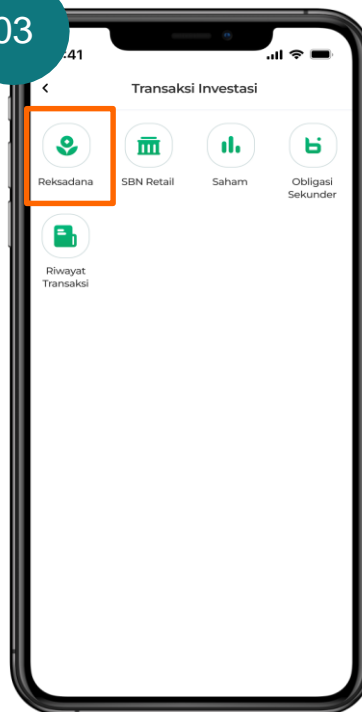 03
:41
Transaksi Investasi
Reksadana
SBN Retail
Saham
Obligasi
Sekunder
Riwayat
Transaksi